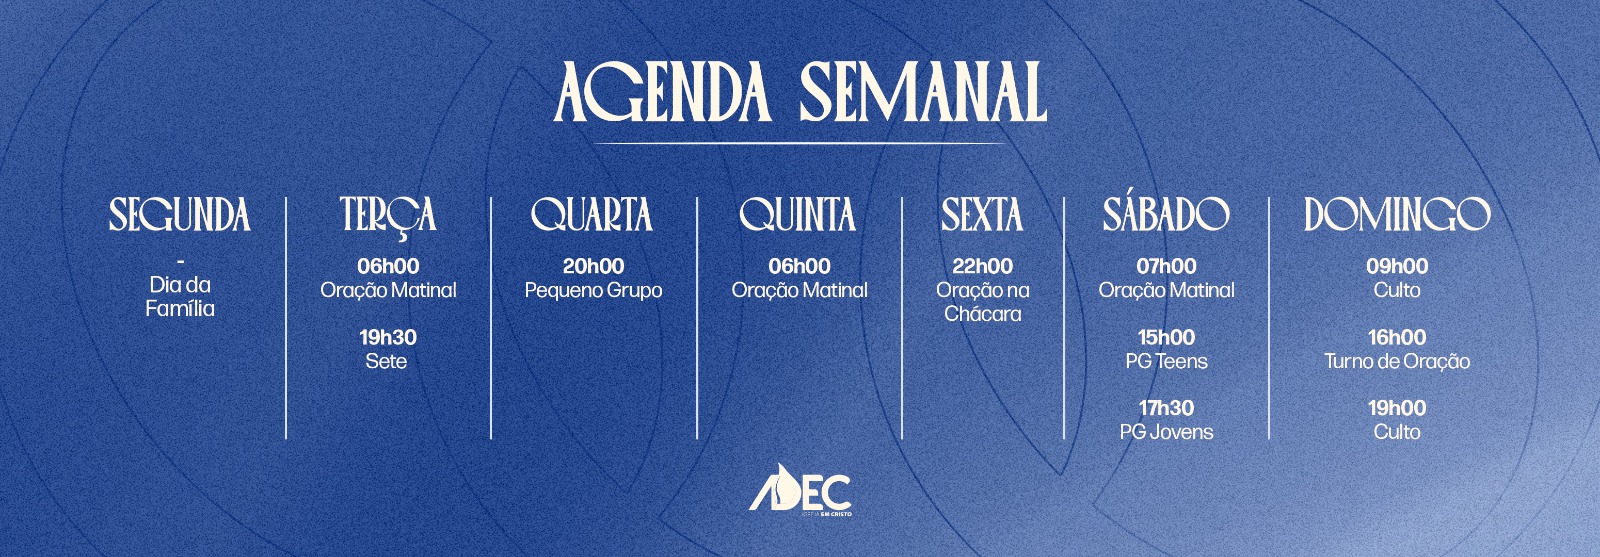 AGENDA SEMANAL
SEGUNDA
-
Dia da
Família
TERÇA
06h00
Oração Matinal
19h30
Sete
QUARTA
20h00
Pequeno Grupo
QUINTA
06h00
Oração Matinal
SEXTA
22h00
Oração na
Chácara
SÁBADO
07h00
Oração Matinal
15h00
PG Teens
17h30
PG Jovens
DOMINGO
09h00
Culto
16h00
Turno de Oração
19h00
Culto
ADEC
EM CRISTO